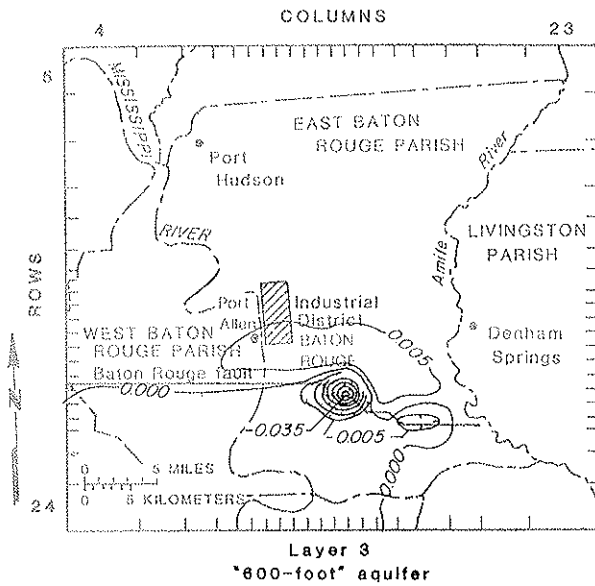 COLUMNS
4
23
5
MISSISSIPPI
EAST BATON
ROUGE PARISH
Port
Hudson
River
RIVER
LIVINGSTON
PARISH
Amite
ROWS
Port
Allen
Industrial
District
WEST BATON
ROUGE PARISH
BATON
ROUGE
0.005
Denham
Springs
Baton Rouge fault
0.000
-0.035
-0.005
0.000
0 5 MILES
0 5 KILOMETERS
24
N
Layer 3
"600-foot" aquifer